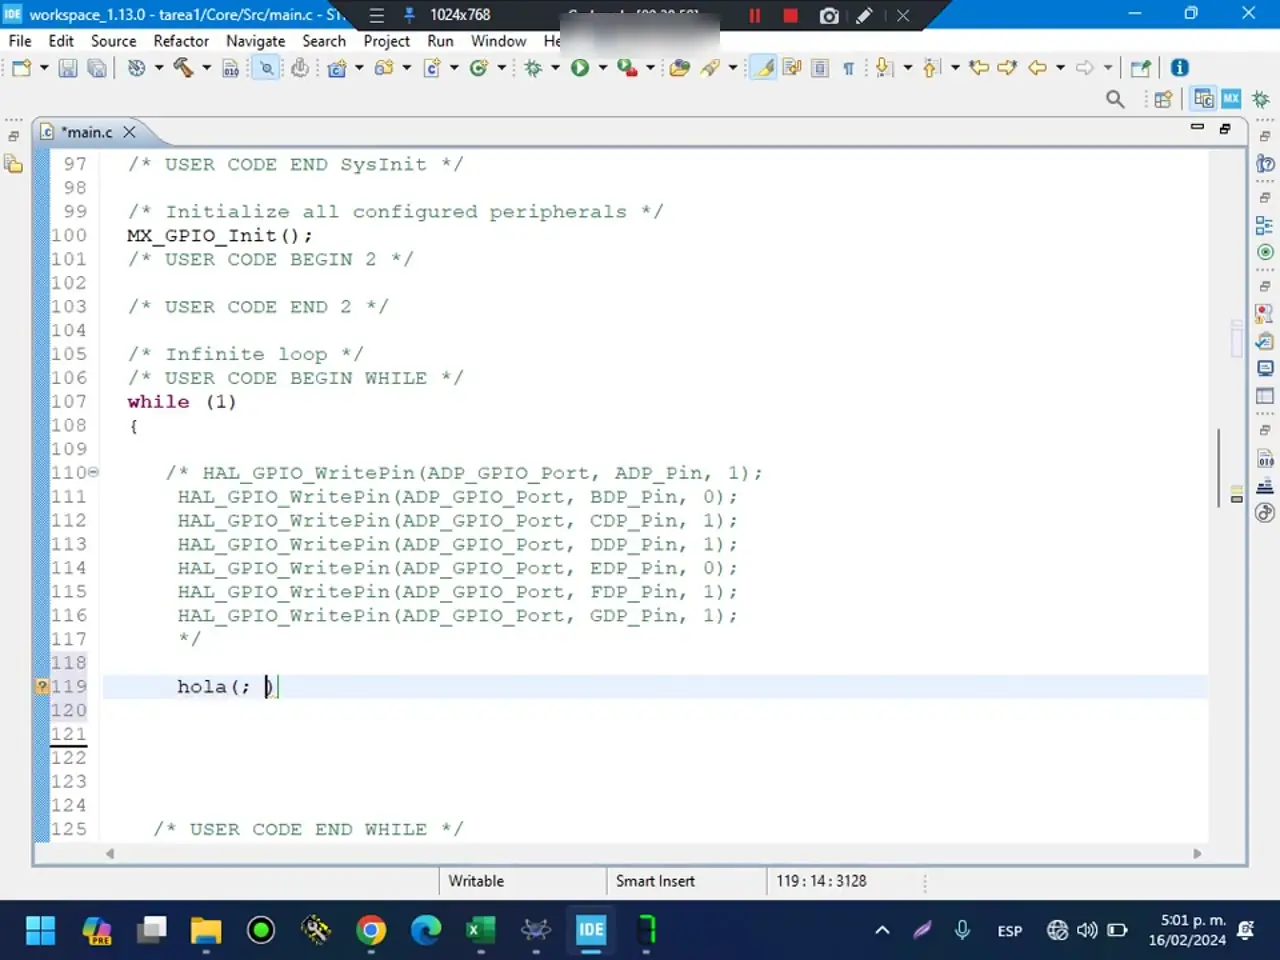 IDE workspace_1.13.0 - tarea1/Core/Src/main.c - ST
1024x768
File Edit Source Refactor Navigate Search Project Run Window He
MX
*main.c
97 /* USER CODE END SysInit */
98
99 /* Initialize all configured peripherals */
100 MX_GPIO_Init();
101 /* USER CODE BEGIN 2 */
102
103 /* USER CODE END 2 */
104
105 /* Infinite loop */
106 /* USER CODE BEGIN WHILE */
107 while (1)
108 {
109
110 /* HAL_GPIO_WritePin(ADP_GPIO_Port, ADP_Pin, 1);
111 HAL_GPIO_WritePin(ADP_GPIO_Port, BDP_Pin, 0);
112 HAL_GPIO_WritePin(ADP_GPIO_Port, CDP_Pin, 1);
113 HAL_GPIO_WritePin(ADP_GPIO_Port, DDP_Pin, 1);
114 HAL_GPIO_WritePin(ADP_GPIO_Port, EDP_Pin, 0);
115 HAL_GPIO_WritePin(ADP_GPIO_Port, FDP_Pin, 1);
116 HAL_GPIO_WritePin(ADP_GPIO_Port, GDP_Pin, 1);
117 */
118
119 hola(; )
120
121
122
123
124
125 /* USER CODE END WHILE */
Writable Smart Insert 119 : 14 : 3128
PRE
IDE
ESP
5:01 p. m.
16/02/2024